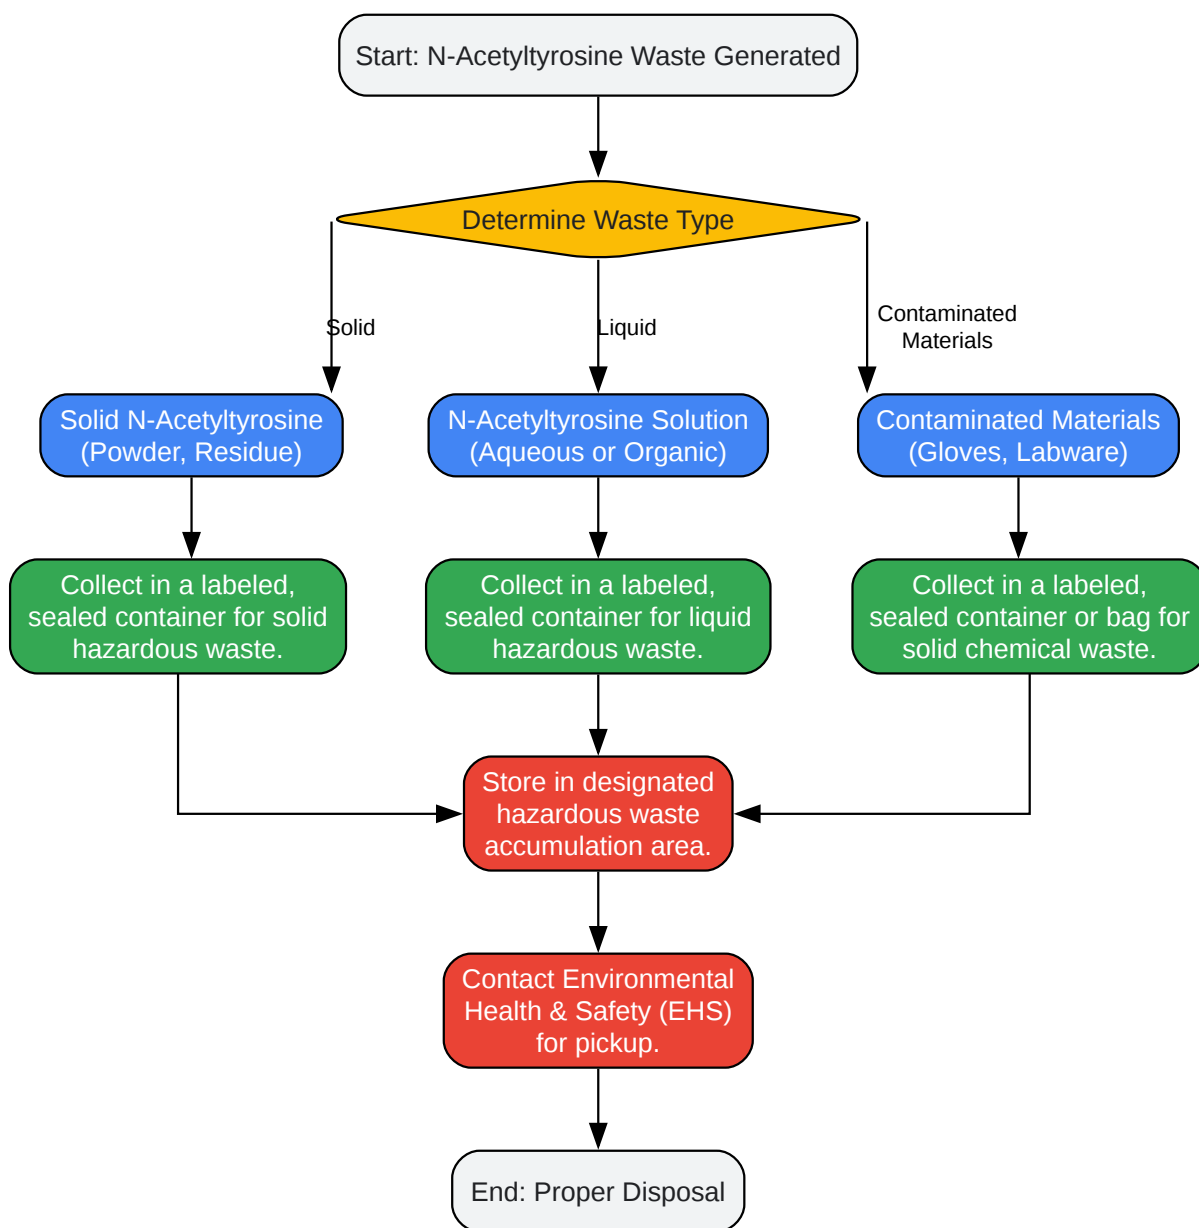 Start: N-Acetyltyrosine Waste Generated
Determine Waste Type
Solid
Liquid
Contaminated
Materials
Solid N-Acetyltyrosine
(Powder, Residue)
N-Acetyltyrosine Solution
(Aqueous or Organic)
Contaminated Materials
(Gloves, Labware)
Collect in a labeled,
sealed container for solid
hazardous waste.
Collect in a labeled,
sealed container for liquid
hazardous waste.
Collect in a labeled,
sealed container or bag for
solid chemical waste.
Store in designated
hazardous waste
accumulation area.
Contact Environmental
Health & Safety (EHS)
for pickup.
End: Proper Disposal